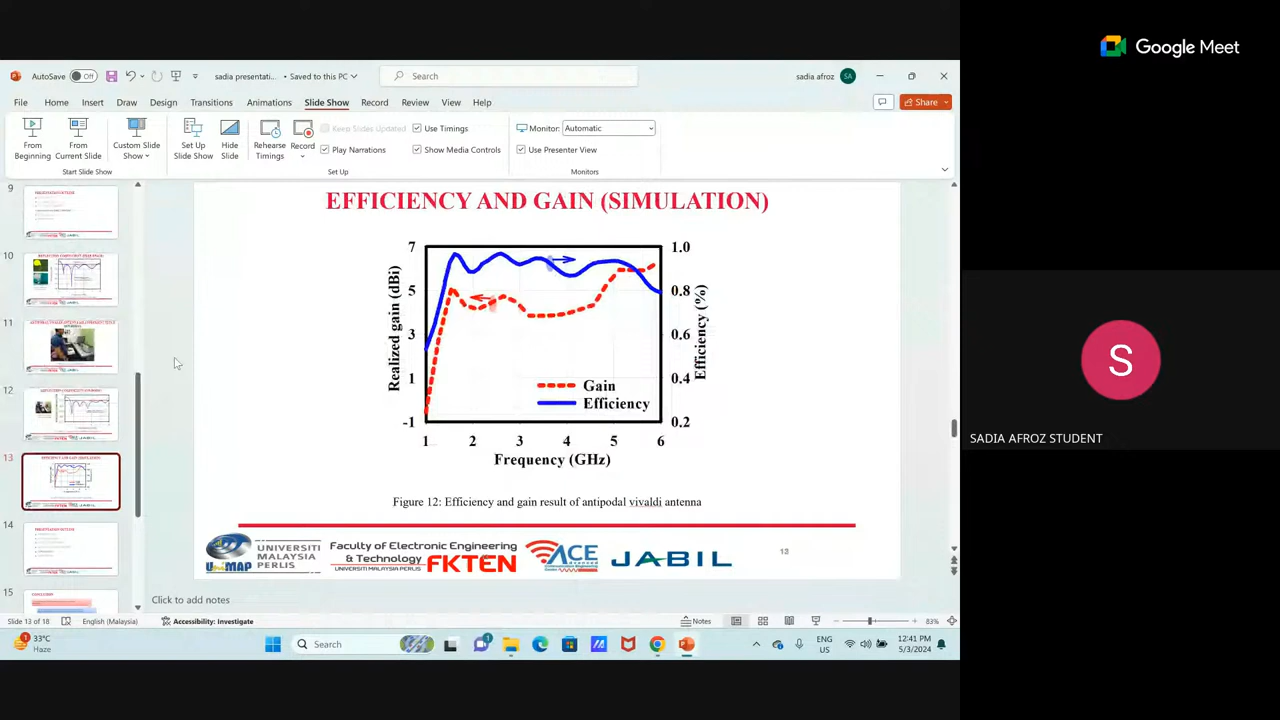 Google Meet
AutoSave Off
sadia presentati... • Saved to this PC
Search
sadia afroz SA
File Home Insert Draw Design Transitions Animations Slide Show Record Review View Help
Share
From Beginning
From Current Slide
Custom Slide Show
Set Up Slide Show
Hide Slide
Rehearse Timings
Record
Keep Slides Updated
Play Narrations
Use Timings
Show Media Controls
Monitor: Automatic
Use Presenter View
Start Slide Show
Set Up
Monitors
9
10
11
12
13
14
15
EFFICIENCY AND GAIN (SIMULATION)
7
5
3
1
-1
Realized gain (dBi)
1.0
0.8
0.6
0.4
0.2
Efficiency (%)
Gain
Efficiency
1 2 3 4 5 6
Frequency (GHz)
Figure 12: Efficiency and gain result of antipodal vivaldi antenna
UniMAP
UNIVERSITI MALAYSIA PERLIS
Faculty of Electronic Engineering & Technology
UNIVERSITI MALAYSIA PERLIS
FKTEN
ACE
JABIL
13
S
SADIA AFROZ STUDENT
Click to add notes
Slide 13 of 18
English (Malaysia)
Accessibility: Investigate
Notes
83%
1
33°C
Haze
Search
1
ENG
US
12:41 PM
5/3/2024